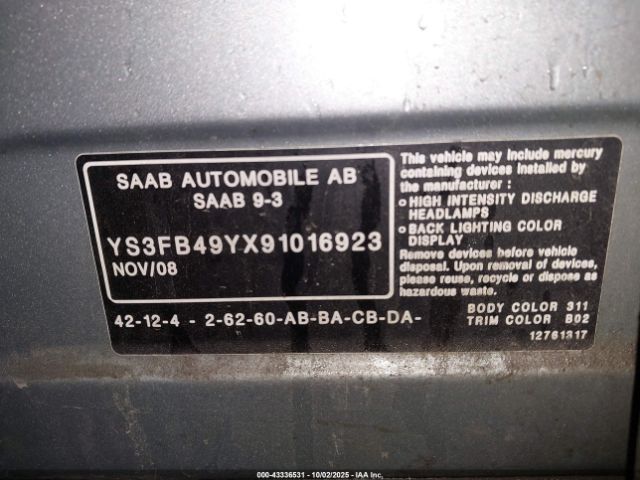 SAAB AUTOMOBILE AB
SAAB 9-3
YS3FB49YX91016923
NOV/08
42-12-4 - 2-62-60-AB-BA-CB-DA-
This vehicle may include mercury
containing devices installed by
the manufacturer :
HIGH INTENSITY DISCHARGE
HEADLAMPS
BACK LIGHTING COLOR
DISPLAY
Remove devices before vehicle
disposal. Upon removal of devices,
please reuse, recycle or dispose as
hazardous waste.
BODY COLOR 311
TRIM COLOR B02
12761317
000-43336531 - 10/02/2025 - IAA Inc.